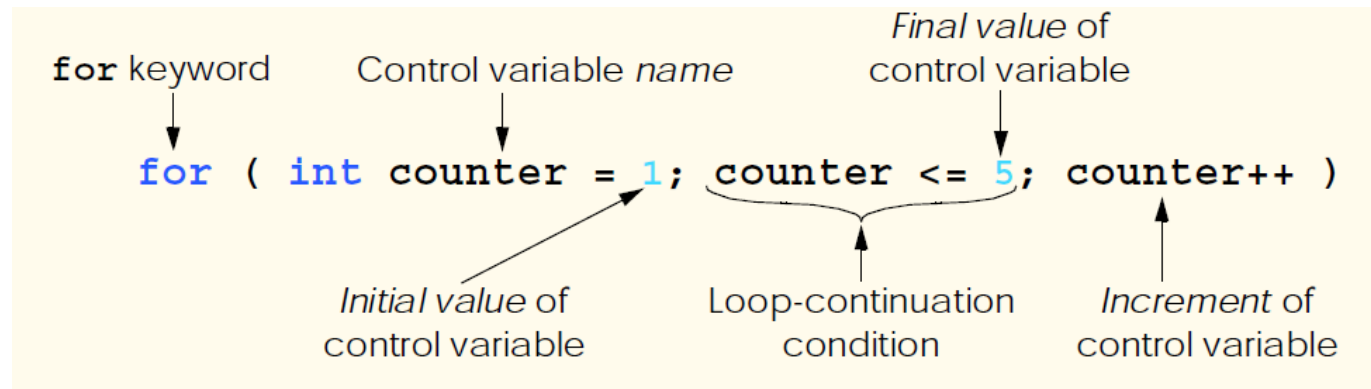 Final value of
for keyword Control variable name control variable
for ( int counter = 1; counter <= 5; counter++ )
Initial value of Loop-continuation Increment of
control variable condition control variable